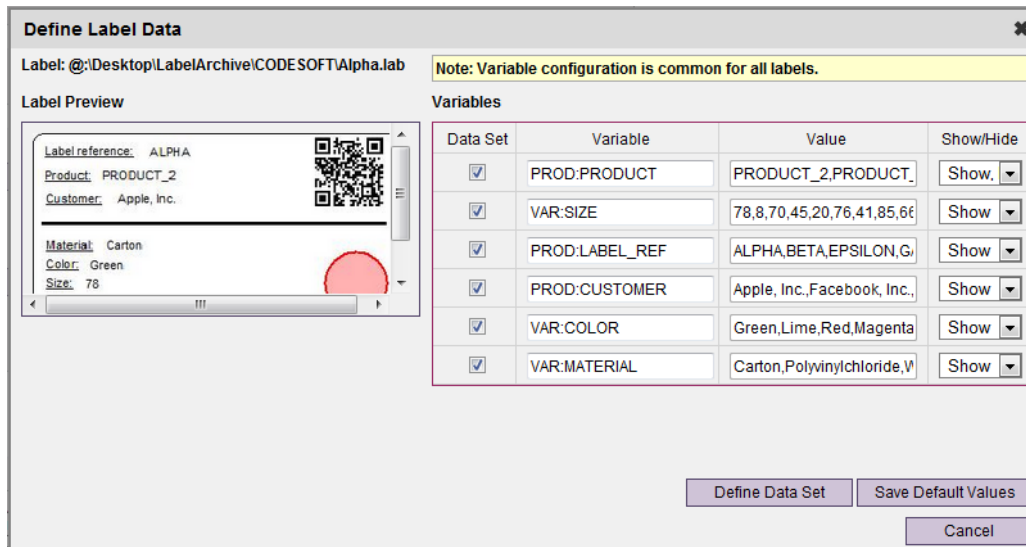 Define Label Data
Label: @:\Desktop\LabelArchive\CODESOFT\Alpha.lab
Note: Variable configuration is common for all labels.
Label Preview
Label reference: ALPHA
Product: PRODUCT_2
Customer: Apple, Inc.
Material: Carton
Color: Green
Size: 78
Variables
Data Set Variable Value Show/Hide
PROD:PRODUCT PRODUCT_2,PRODUCT_ Show.
VAR:SIZE 78,8,70,45,20,76,41,85,66 Show
PROD:LABEL_REF ALPHA,BETA,EPSILON,G Show
PROD:CUSTOMER Apple, Inc.,Facebook, Inc., Show
VAR:COLOR Green,Lime,Red,Magenta Show
VAR:MATERIAL Carton,Polyvinylchloride, Show
Define Data Set Save Default Values
Cancel